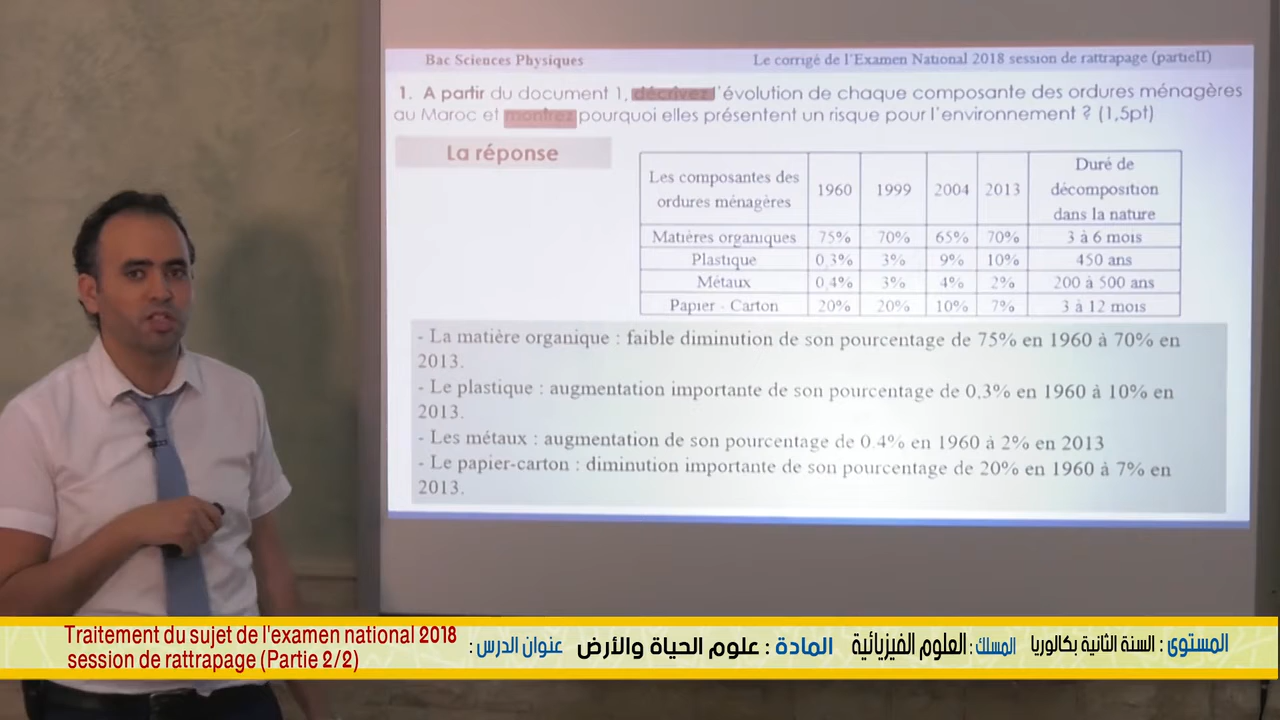 Bac Sciences Physiques
Le corrigé de l'Examen National 2018 session de rattrapage (partieII)
1. A partir du document 1, décrivez l'évolution de chaque composante des ordures ménagères
au Maroc et montrez pourquoi elles présentent un risque pour l'environnement ? (1,5pt)
La réponse
Les composantes des ordures ménagères 1960 1999 2004 2013 Duré de décomposition dans la nature
Matières organiques 75% 70% 65% 70% 3 à 6 mois
Plastique 0,3% 3% 9% 10% 450 ans
Métaux 0,4% 3% 4% 2% 200 à 500 ans
Papier - Carton 20% 20% 10% 7% 3 à 12 mois
- La matière organique : faible diminution de son pourcentage de 75% en 1960 à 70% en
2013.
- Le plastique : augmentation importante de son pourcentage de 0,3% en 1960 à 10% en
2013.
- Les métaux : augmentation de son pourcentage de 0.4% en 1960 à 2% en 2013
- Le papier-carton : diminution importante de son pourcentage de 20% en 1960 à 7% en
2013.
المستوى : السنة الثانية بكالوريا المسلك : العلوم الفيزيائية المادة : علوم الحياة والأرض عنوان الدرس :
Traitement du sujet de l'examen national 2018
session de rattrapage (Partie 2/2)